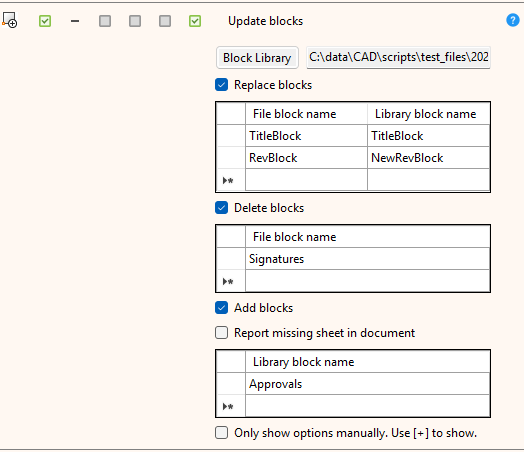 Update blocks ?
Block Library C:\data\CAD\scripts\test_files\202
Replace blocks
File block name Library block name
TitleBlock TitleBlock
RevBlock NewRevBlock
Delete blocks
File block name
Signatures
Add blocks
Report missing sheet in document
Library block name
Approvals
Only show options manually. Use [+] to show.